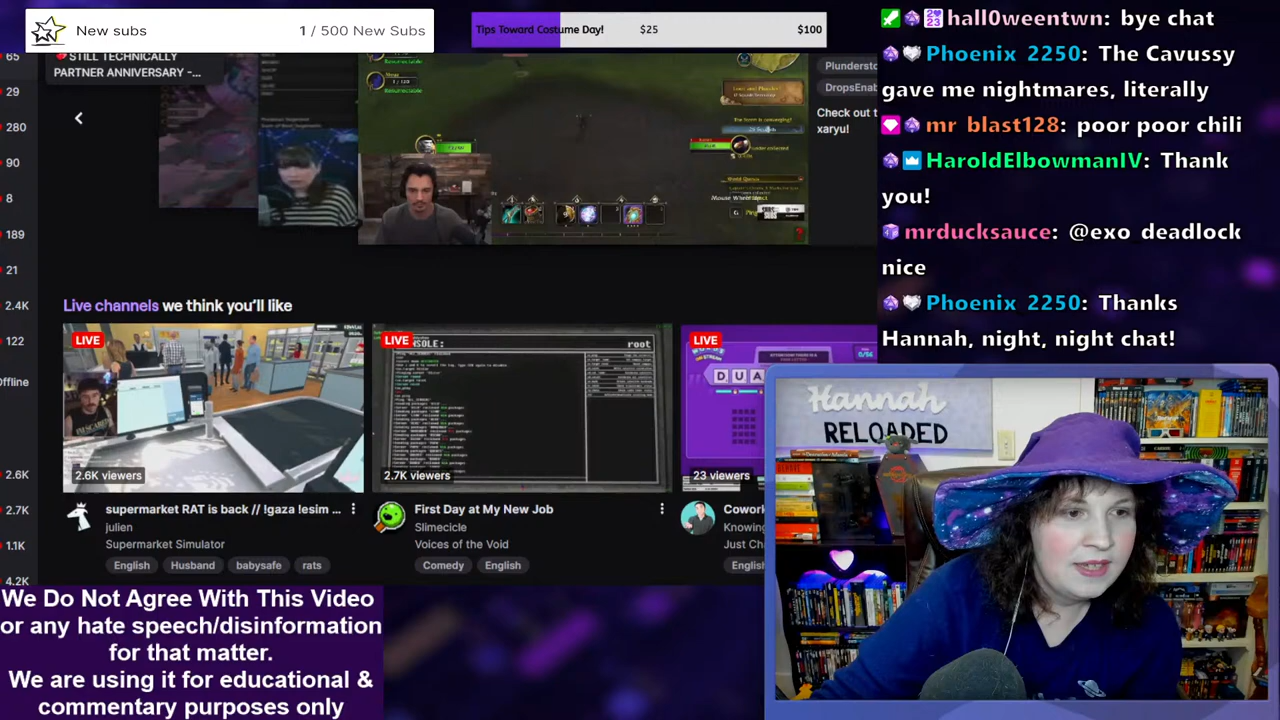 New subs
1 / 500 New Subs
Tips Toward Costume Day!
$25
$100
65
29
280
90
8
189
21
2.4K
122
Offline
2.6K
2.7K
1.1K
4.2K
STILL TECHNICALLY
PARTNER ANNIVERSARY -...
Plundersto
DropsEnab
Check out t
xaryu!
Live channels we think you'll like
LIVE
2.6K viewers
supermarket RAT is back // !gaza !esim ...
julien
Supermarket Simulator
English
Husband
babysafe
rats
LIVE
root
2.7K viewers
First Day at My New Job
Slimecicle
Voices of the Void
Comedy
English
LIVE
DUA
23 viewers
Cowork
Knowing
Just Cha
English
hall0weentwn: bye chat
Phoenix 2250: The Cavussy
gave me nightmares, literally
mr blast128: poor poor chili
HaroldElbowmanIV: Thank
you!
mrducksauce: @exo deadlock
nice
Phoenix 2250: Thanks
Hannah, night, night chat!
Hannah
RELOADED
We Do Not Agree With This Video
or any hate speech/disinformation
for that matter.
We are using it for educational &
commentary purposes only